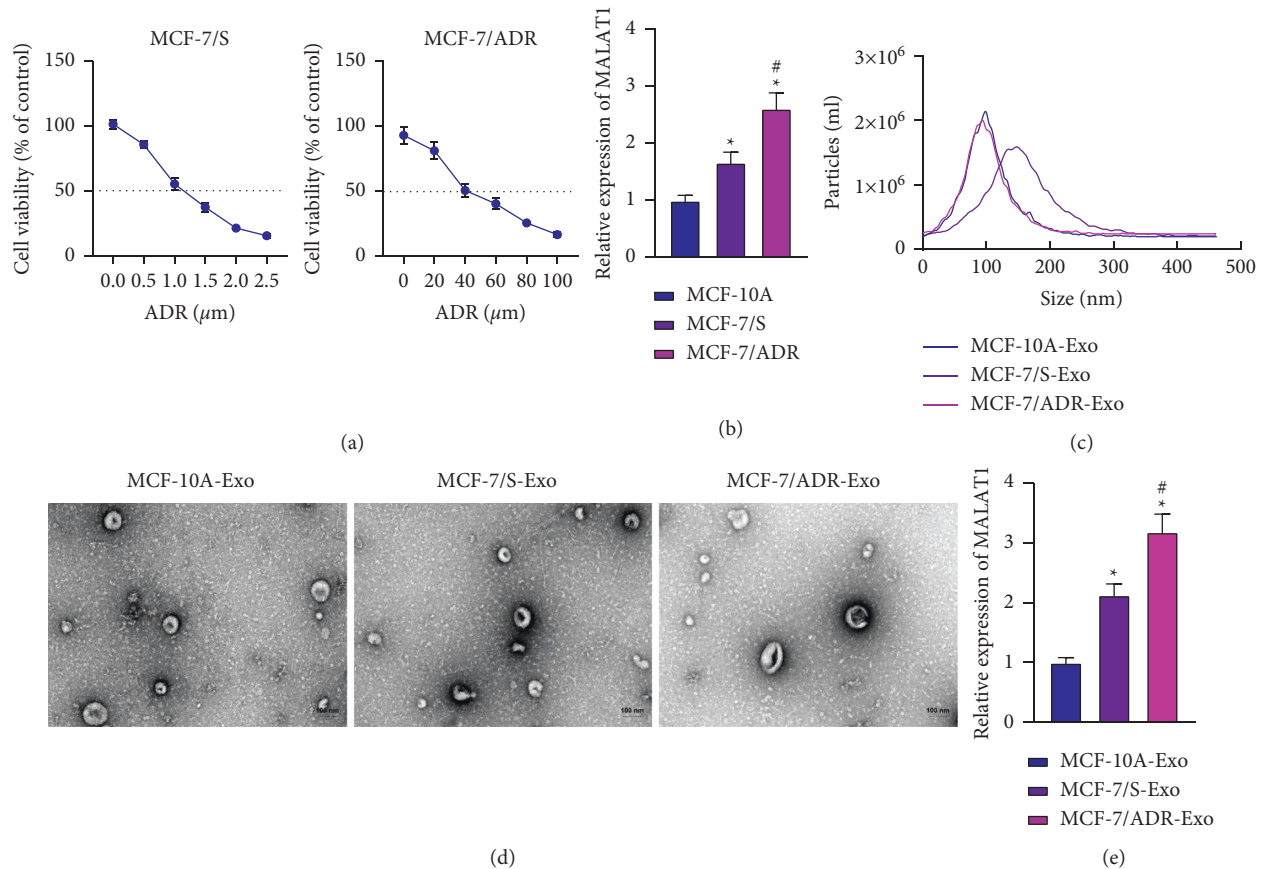 MCF-7/S
Cell viability (% of control)
150
100
50
0
0.0 0.5 1.0 1.5 2.0 2.5
ADR (μm)
MCF-7/ADR
Cell viability (% of control)
150
100
50
0
0 20 40 60 80 100
ADR (μm)
(a)
Relative expression of MALAT1
4
3
2
1
0
*
#
*
MCF-10A
MCF-7/S
MCF-7/ADR
(b)
Particles (ml)
3×10⁶
2×10⁶
1×10⁶
0
0 100 200 300 400 500
Size (nm)
MCF-10A-Exo
MCF-7/S-Exo
MCF-7/ADR-Exo
(c)
MCF-10A-Exo
MCF-7/S-Exo
MCF-7/ADR-Exo
100 nm
100 nm
100 nm
(d)
Relative expression of MALAT1
4
3
2
1
0
*
#
*
MCF-10A-Exo
MCF-7/S-Exo
MCF-7/ADR-Exo
(e)